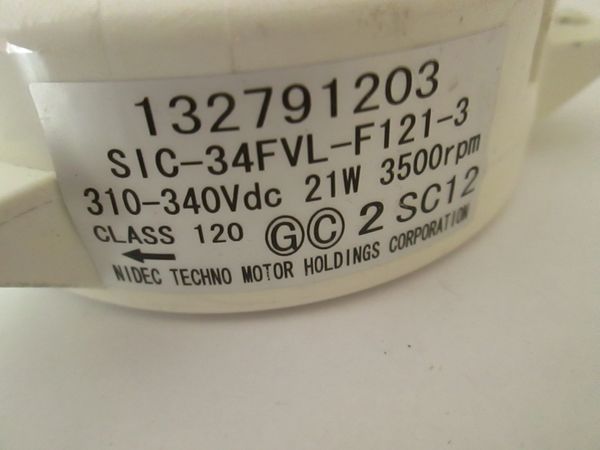 132791203
SIC-34FVL-F121-3
310-340Vdc 21W 3500rpm
CLASS 120 GC 2 SC12
NIDEC TECHNO MOTOR HOLDINGS CORPORATION